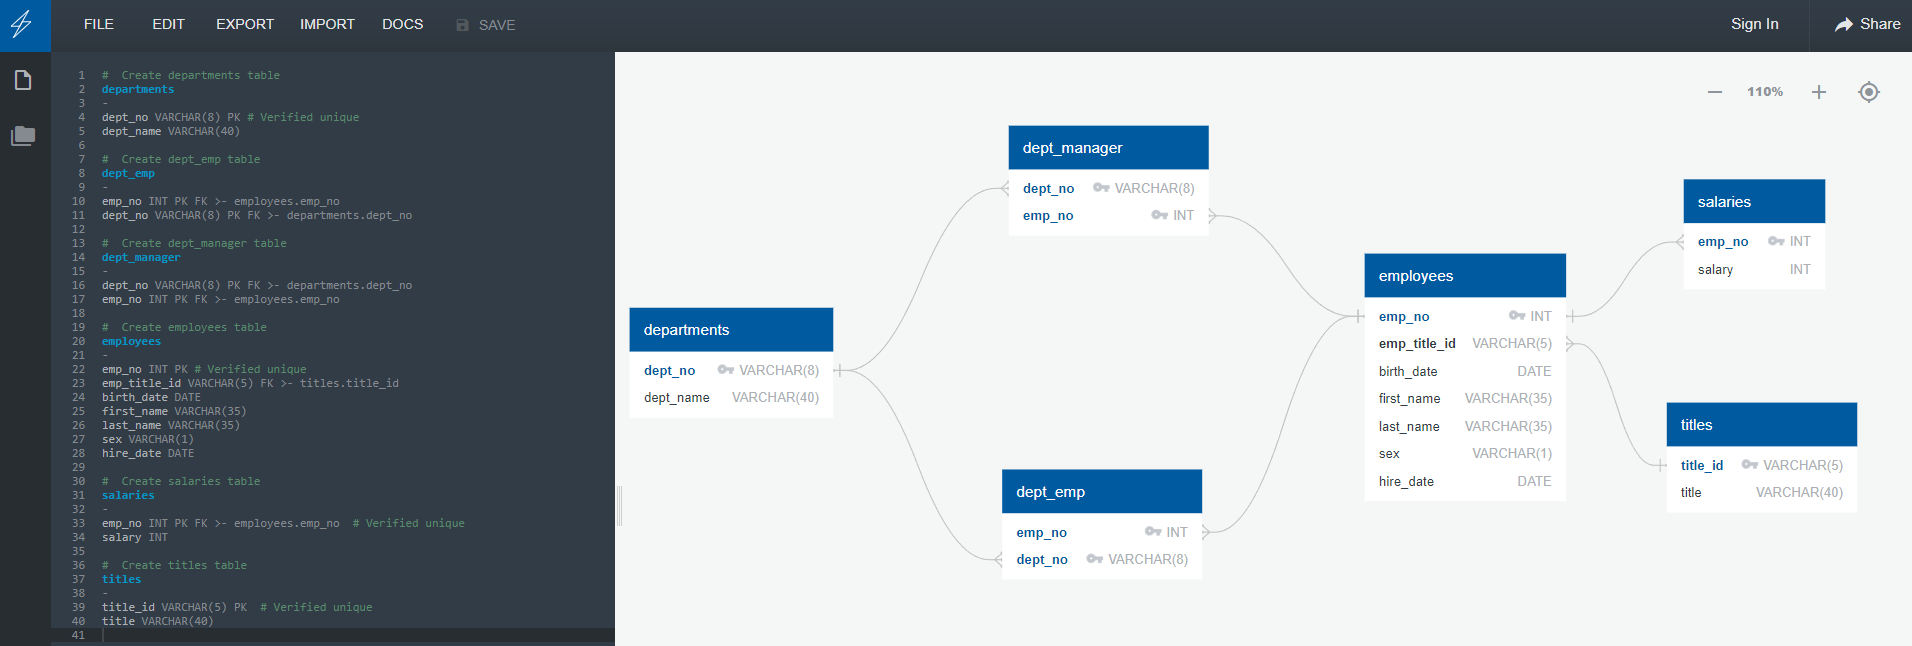 FILE EDIT EXPORT IMPORT DOCS SAVE Sign In Share
1 # Create departments table
2 departments
3 -
4 dept_no VARCHAR(8) PK # Verified unique
5 dept_name VARCHAR(40)
6
7 # Create dept_emp table
8 dept_emp
9 -
10 emp_no INT PK FK >- employees.emp_no
11 dept_no VARCHAR(8) PK FK >- departments.dept_no
12
13 # Create dept_manager table
14 dept_manager
15 -
16 dept_no VARCHAR(8) PK FK >- departments.dept_no
17 emp_no INT PK FK >- employees.emp_no
18
19 # Create employees table
20 employees
21 -
22 emp_no INT PK # Verified unique
23 emp_title_id VARCHAR(5) FK >- titles.title_id
24 birth_date DATE
25 first_name VARCHAR(35)
26 last_name VARCHAR(35)
27 sex VARCHAR(1)
28 hire_date DATE
29
30 # Create salaries table
31 salaries
32 -
33 emp_no INT PK FK >- employees.emp_no # Verified unique
34 salary INT
35
36 # Create titles table
37 titles
38 -
39 title_id VARCHAR(5) PK # Verified unique
40 title VARCHAR(40)
41
110%
departments
dept_no VARCHAR(8)
dept_name VARCHAR(40)
dept_manager
dept_no VARCHAR(8)
emp_no INT
dept_emp
emp_no INT
dept_no VARCHAR(8)
employees
emp_no INT
emp_title_id VARCHAR(5)
birth_date DATE
first_name VARCHAR(35)
last_name VARCHAR(35)
sex VARCHAR(1)
hire_date DATE
salaries
emp_no INT
salary INT
titles
title_id VARCHAR(5)
title VARCHAR(40)